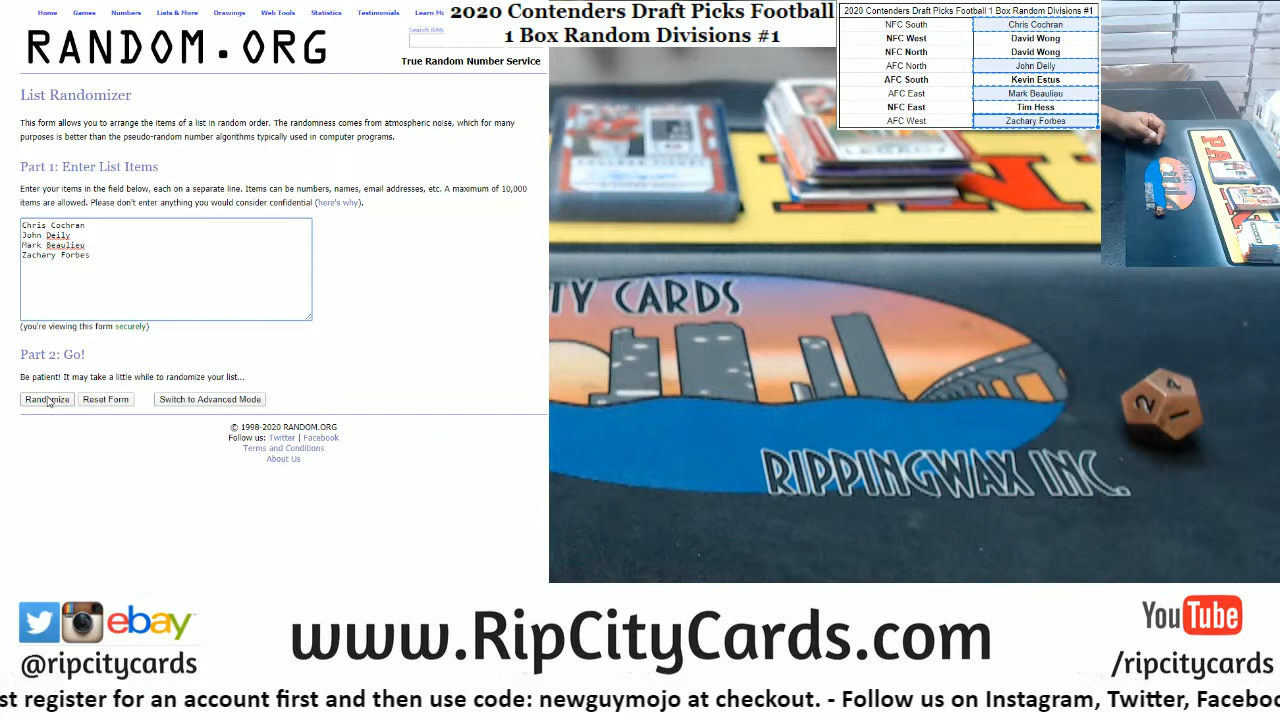 Home Games Numbers Lists & More Drawings Web Tools Statistics Testimonials Learn Mo
RANDOM.ORG
Search RAN
True Random Number Service
List Randomizer
This form allows you to arrange the items of a list in random order. The randomness comes from atmospheric noise, which for many
purposes is better than the pseudo-random number algorithms typically used in computer programs.
Part 1: Enter List Items
Enter your items in the field below, each on a separate line. Items can be numbers, names, email addresses, etc. A maximum of 10,000
items are allowed. Please don't enter anything you would consider confidential (here's why).
Chris Cochran
John Deily
Mark Beaulieu
Zachary Forbes
(you're viewing this form securely)
Part 2: Go!
Be patient! It may take a little while to randomize your list...
Randomize Reset Form Switch to Advanced Mode
© 1998-2020 RANDOM.ORG
Follow us: Twitter | Facebook
Terms and Conditions
About Us
2020 Contenders Draft Picks Football
1 Box Random Divisions #1
2020 Contenders Draft Picks Football 1 Box Random Divisions #1
NFC South Chris Cochran
NFC West David Wong
NFC North David Wong
AFC North John Deily
AFC South Kevin Estus
AFC East Mark Beaulieu
NFC East Tim Hess
AFC West Zachary Forbes
TY CARDS
RIPPINGWAX INC.
2
1
ebay
@ripcitycards
www.RipCityCards.com
YouTube
/ripcitycards
st register for an account first and then use code: newguymojo at checkout. - Follow us on Instagram, Twitter, Facebo